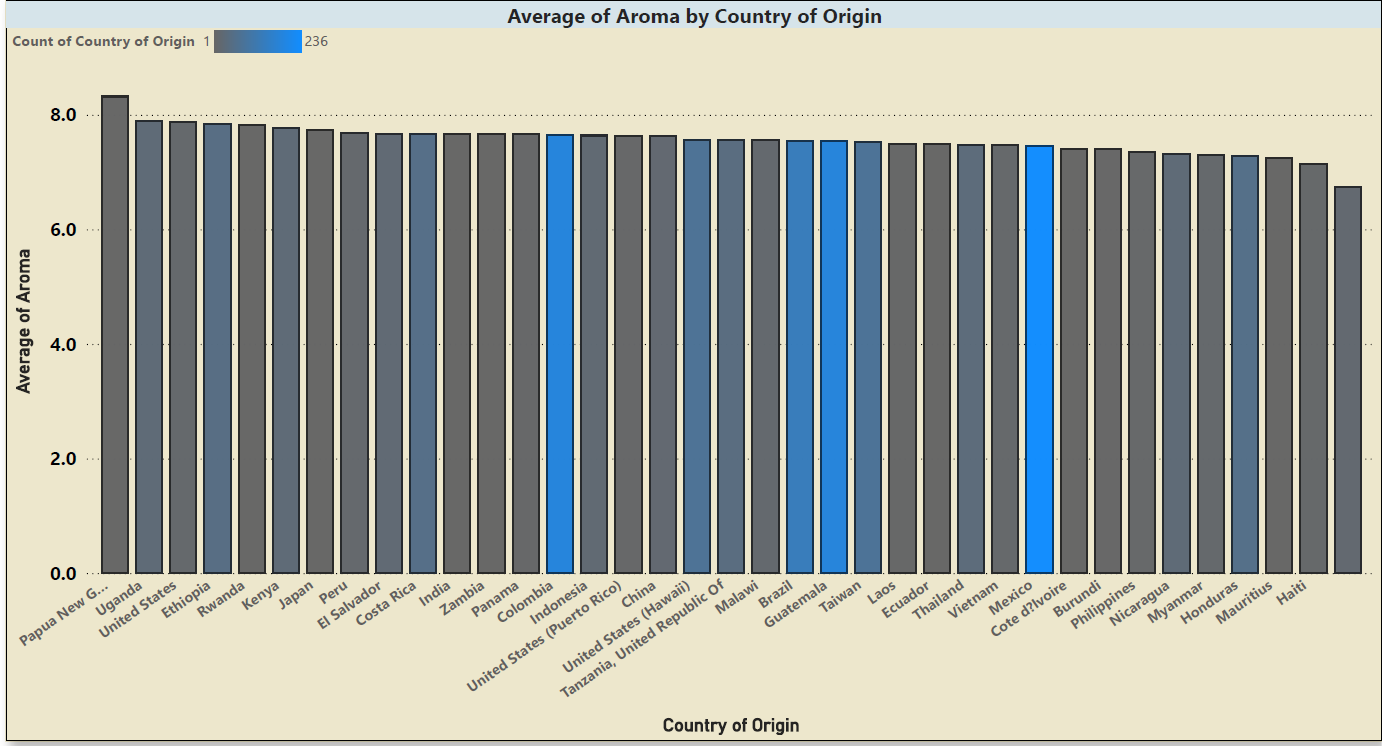 Average of Aroma by Country of Origin
Count of Country of Origin 1 236
8.0
6.0
4.0
2.0
0.0
Average of Aroma
Papua New G...
Uganda
United States
Ethiopia
Rwanda
Kenya
Japan
Peru
El Salvador
Costa Rica
India
Zambia
Panama
Colombia
Indonesia
United States (Puerto Rico)
China
United States (Hawaii)
Tanzania, United Republic Of
Malawi
Brazil
Guatemala
Taiwan
Laos
Ecuador
Thailand
Vietnam
Mexico
Cote d?Ivoire
Burundi
Philippines
Nicaragua
Myanmar
Honduras
Mauritius
Haiti
Country of Origin